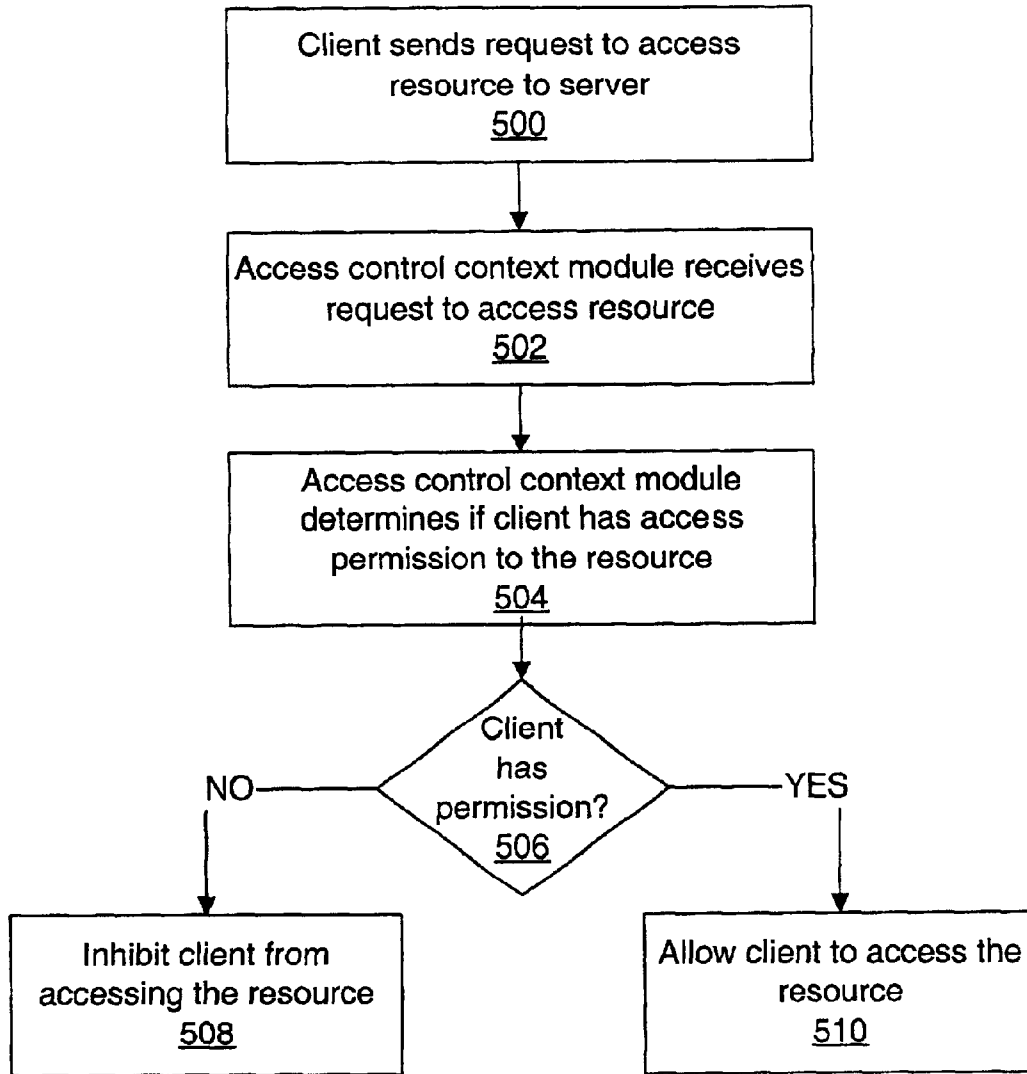 Client sends request to access
resource to server
500
Access control context module receives
request to access resource
502
Access control context module
determines if client has access
permission to the resource
504
Client
has
permission?
506
NO
YES
Inhibit client from
accessing the resource
508
Allow client to access the
resource
510